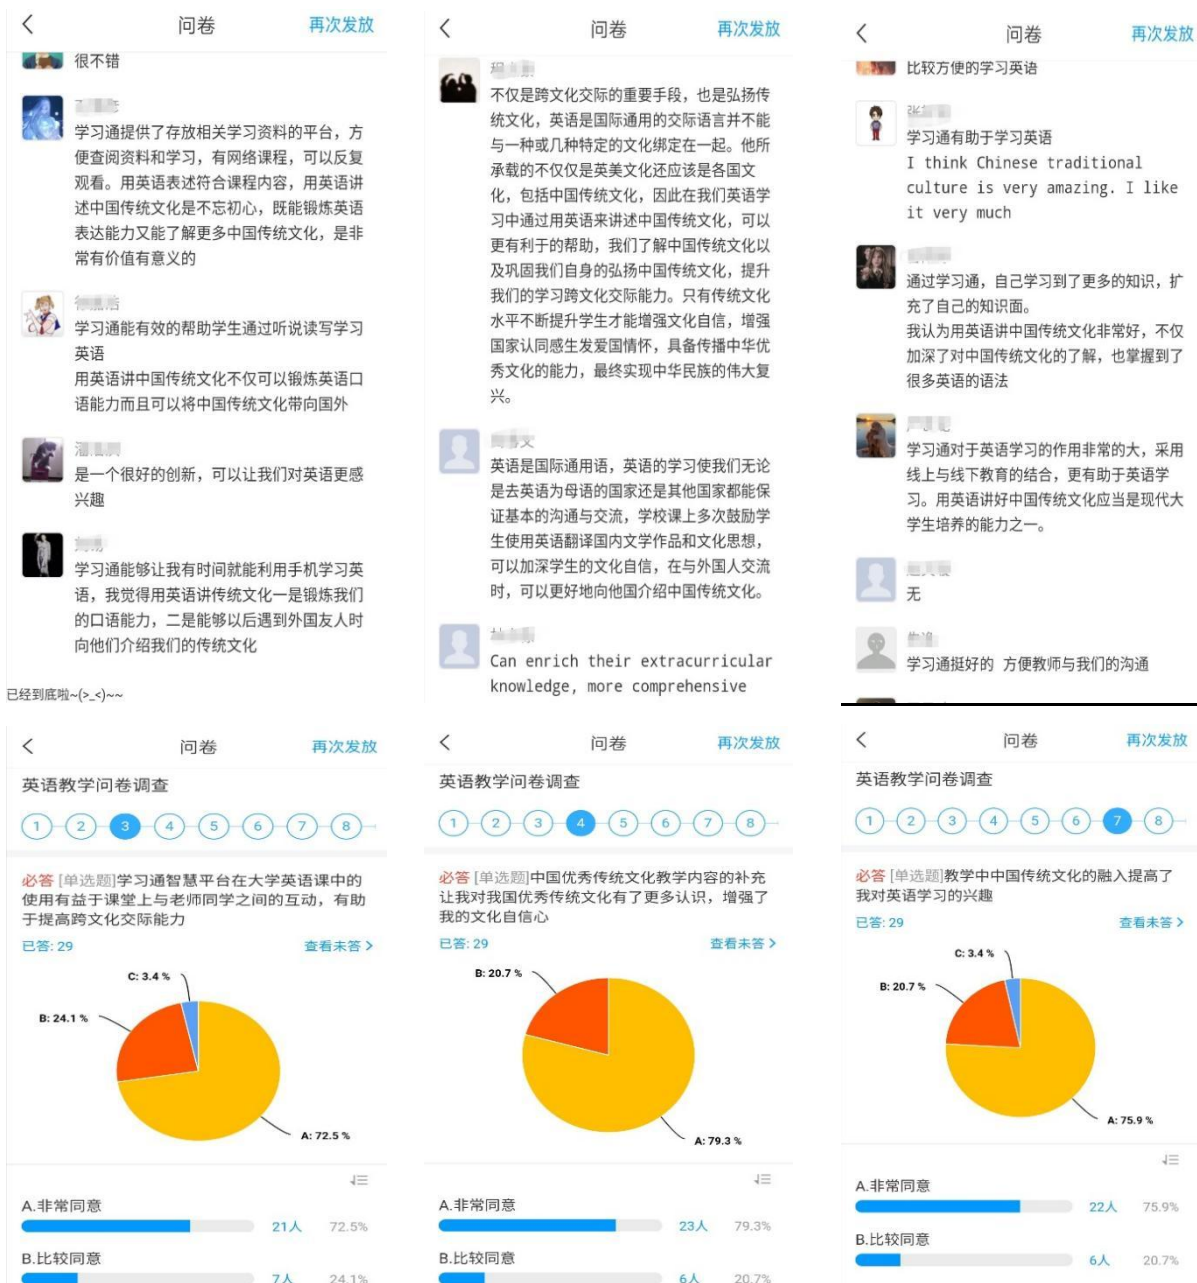 问卷
再次发放
很不错
学习通提供了存放相关学习资料的平台，方
便查阅资料和学习，有网络课程，可以反复
观看。用英语表述符合课程内容，用英语讲
述中国传统文化是不忘初心，既能锻炼英语
表达能力又能了解更多中国传统文化，是非
常有价值有意义的
学习通能有效的帮助学生通过听说读写学习
英语
用英语讲中国传统文化不仅可以锻炼英语口
语能力而且可以将中国传统文化带向国外
是一个很好的创新，可以让我们对英语更感
兴趣
学习通能够让我有时间就能利用手机学习英
语，我觉得用英语讲传统文化一是锻炼我们
的口语能力，二是能够以后遇到外国友人时
向他们介绍我们的传统文化
已经到底啦~(>_<)~~
问卷
再次发放
不仅是跨文化交际的重要手段，也是弘扬传
统文化，英语是国际通用的交际语言并不能
与一种或几种特定的文化绑定在一起。他所
承载的不仅仅是英美文化还应该是各国文
化，包括中国传统文化，因此在我们英语学
习中通过用英语来讲述中国传统文化，可以
更有利于的帮助，我们了解中国传统文化以
及巩固我们自身的弘扬中国传统文化，提升
我们的学习跨文化交际能力。只有传统文化
水平不断提升学生才能增强文化自信，增强
国家认同感生发爱国情怀，具备传播中华优
秀文化的能力，最终实现中华民族的伟大复
兴。
英语是国际通用语，英语的学习使我们无论
是去英语为母语的国家还是其他国家都能保
证基本的沟通与交流，学校课上多次鼓励学
生使用英语翻译国内文学作品和文化思想，
可以加深学生的文化自信，在与外国人交流
时，可以更好地向他国介绍中国传统文化。
Can enrich their extracurricular
knowledge, more comprehensive
问卷
再次发放
比较方便的学习英语
学习通有助于学习英语
I think Chinese traditional
culture is very amazing. I like
it very much
通过学习通，自己学习到了更多的知识，扩
充了自己的知识面。
我认为用英语讲中国传统文化非常好，不仅
加深了对中国传统文化的了解，也掌握到了
很多英语的语法
学习通对于英语学习的作用非常的大，采用
线上与线下教育的结合，更有助于英语学
习。用英语讲好中国传统文化应当是现代大
学生培养的能力之一。
无
学习通挺好的 方便教师与我们的沟通
问卷
再次发放
英语教学问卷调查
1 2 3 4 5 6 7 8
必答 [单选题]学习通智慧平台在大学英语课中的
使用有益于课堂上与老师同学之间的互动，有助
于提高跨文化交际能力
已答: 29
查看未答 >
C: 3.4 %
B: 24.1 %
A: 72.5 %
A.非常同意
21人 72.5%
B.比较同意
7人 24.1%
问卷
再次发放
英语教学问卷调查
1 2 3 4 5 6 7 8
必答 [单选题]中国优秀传统文化教学内容的补充
让我对我国优秀传统文化有了更多认识，增强了
我的文化自信心
已答: 29
查看未答 >
B: 20.7 %
A: 79.3 %
A.非常同意
23人 79.3%
B.比较同意
6人 20.7%
问卷
再次发放
英语教学问卷调查
1 2 3 4 5 6 7 8
必答 [单选题]教学中中国传统文化的融入提高了
我对英语学习的兴趣
已答: 29
查看未答 >
C: 3.4 %
B: 20.7 %
A: 75.9 %
A.非常同意
22人 75.9%
B.比较同意
6人 20.7%